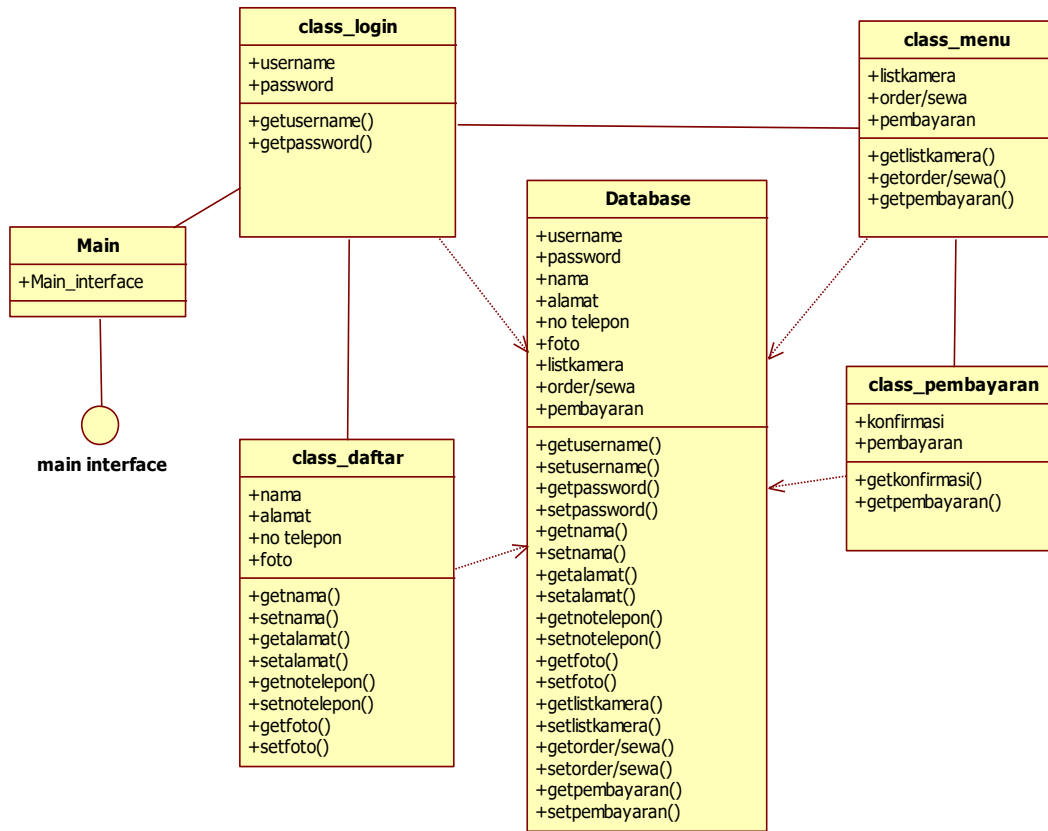 class_login
+username
+password
+getusername()
+getpassword()
class_menu
+listkamera
+order/sewa
+pembayaran
+getlistkamera()
+getorder/sewa()
+getpembayaran()
Main
+Main_interface
main interface
Database
+username
+password
+nama
+alamat
+no telepon
+foto
+listkamera
+order/sewa
+pembayaran
+getusername()
+setusername()
+getpassword()
+setpassword()
+getnama()
+setnama()
+getalamat()
+setalamat()
+getnotelepon()
+setnotelepon()
+getfoto()
+setfoto()
+getlistkamera()
+setlistkamera()
+getorder/sewa()
+setorder/sewa()
+getpembayaran()
+setpembayaran()
class_pembayaran
+konfirmasi
+pembayaran
+getkonfirmasi()
+getpembayaran()
class_daftar
+nama
+alamat
+no telepon
+foto
+getnama()
+setnama()
+getalamat()
+setalamat()
+getnotelepon()
+setnotelepon()
+getfoto()
+setfoto()